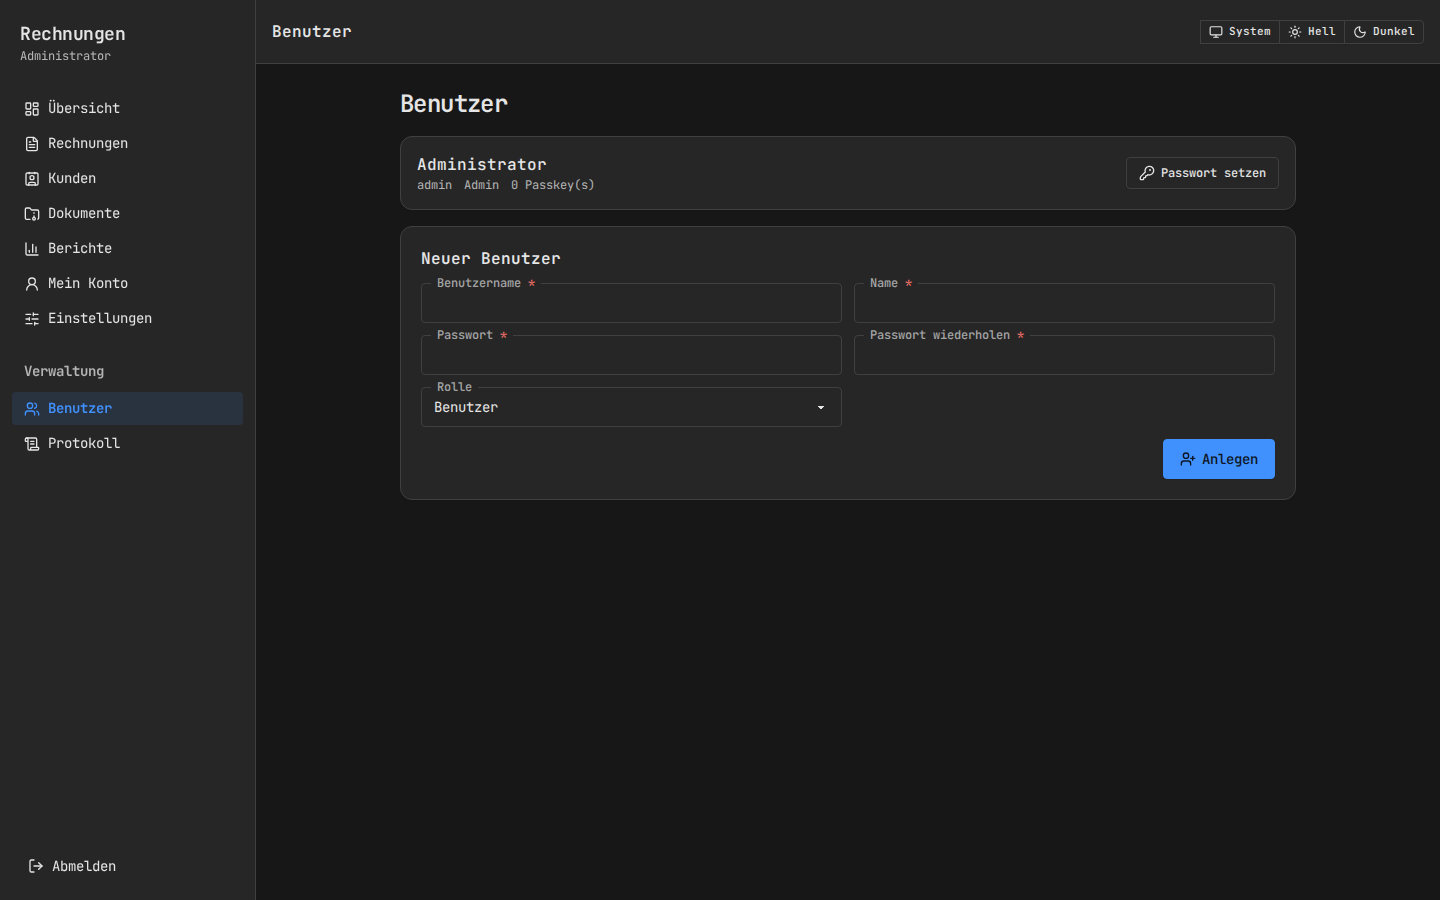 Rechnungen
Administrator
Übersicht
Rechnungen
Kunden
Dokumente
Berichte
Mein Konto
Einstellungen
Verwaltung
Benutzer
Protokoll
Abmelden
Benutzer
System Hell Dunkel
Benutzer
Administrator
admin Admin 0 Passkey(s)
Passwort setzen
Neuer Benutzer
Benutzername * Name *
Passwort * Passwort wiederholen *
Rolle
Benutzer
Anlegen